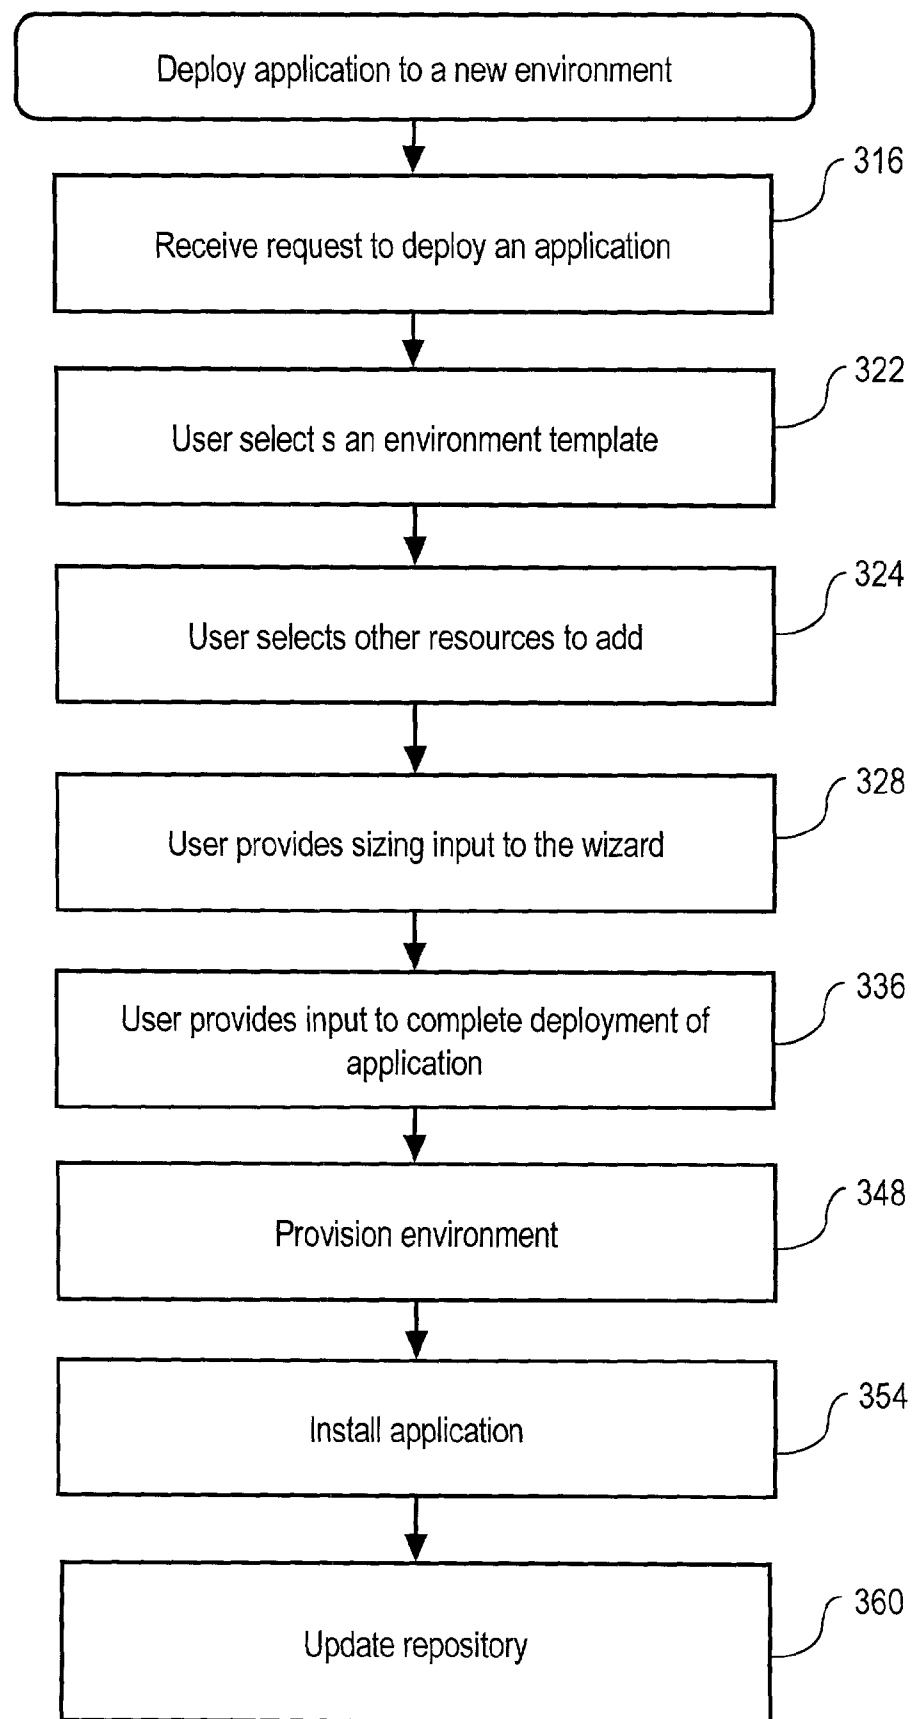 Deploy application to a new environment
316
Receive request to deploy an application
322
User select s an environment template
324
User selects other resources to add
328
User provides sizing input to the wizard
336
User provides input to complete deployment of
application
348
Provision environment
354
Install application
360
Update repository